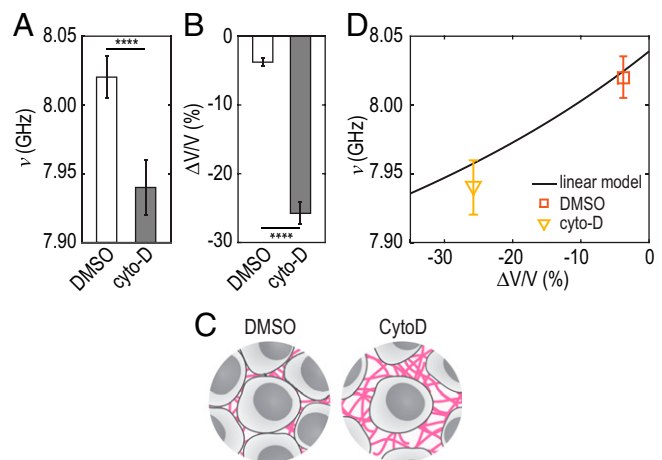 A
****
8.05
8.00
7.95
7.90
ν (GHz)
DMSO
cyto-D
B
0
-10
-20
-30
ΔV/V (%)
****
DMSO
cyto-D
D
8.05
8.00
7.95
7.90
ν (GHz)
linear model
DMSO
cyto-D
-30
-20
-10
0
ΔV/V (%)
C
DMSO
CytoD